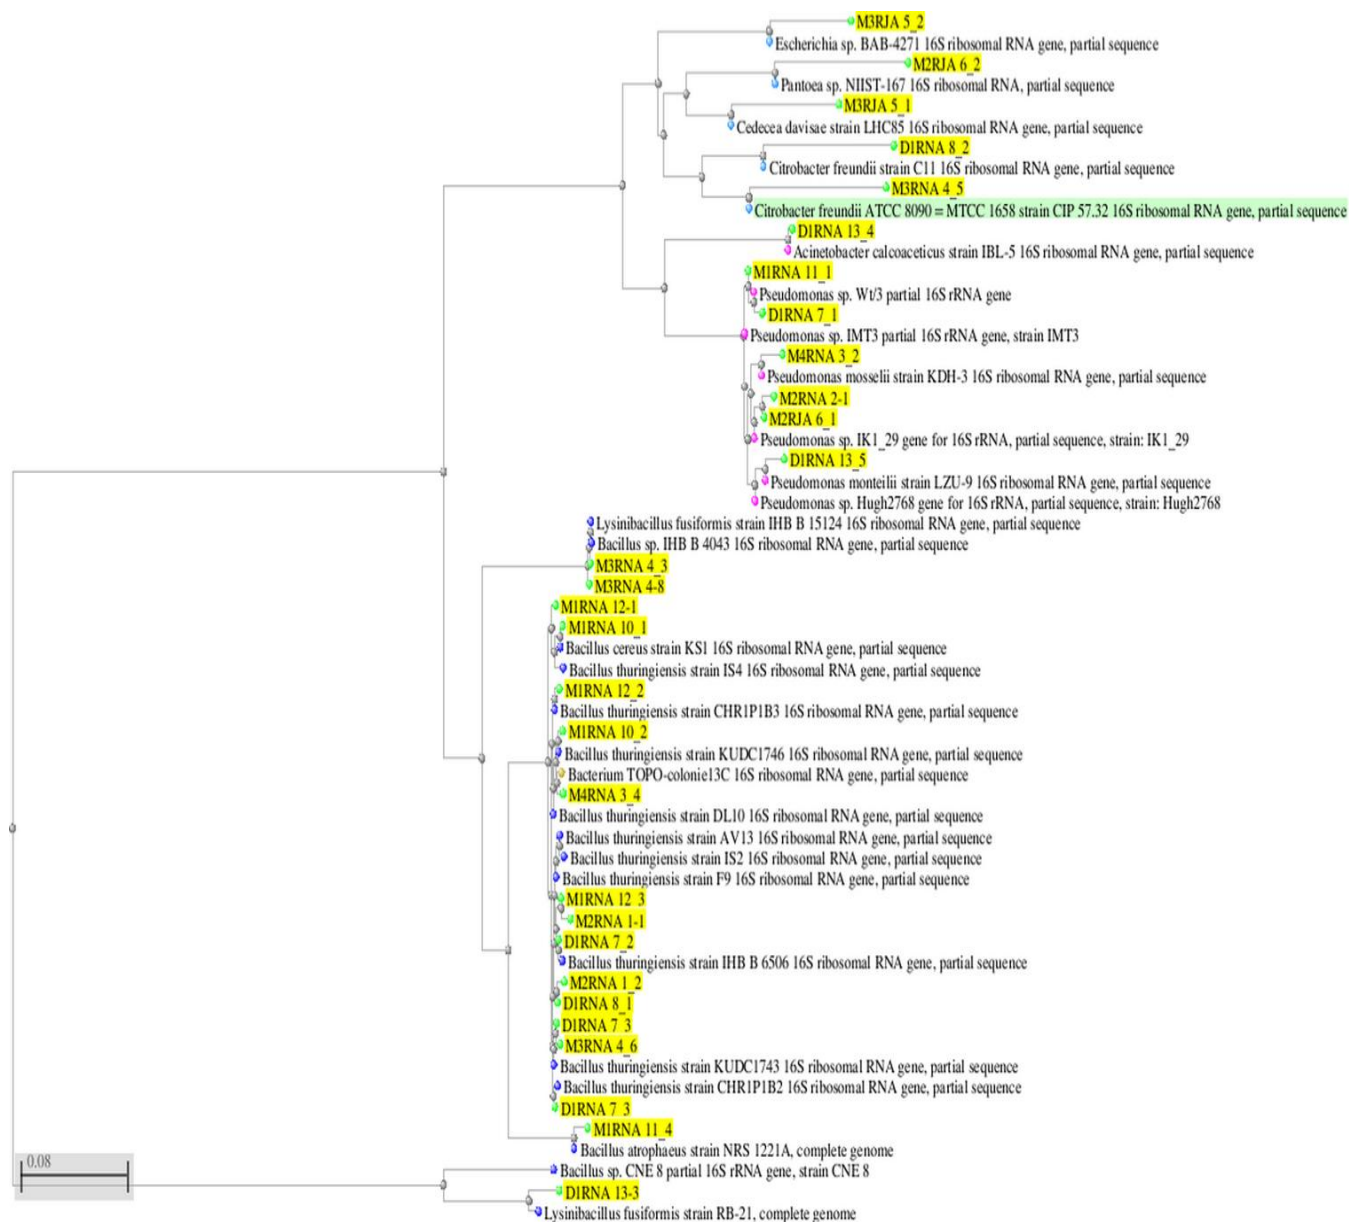 M3RJA 5_2
Escherichia sp. BAB-4271 16S ribosomal RNA gene, partial sequence
M2RJA 6_2
Pantoea sp. NIIST-167 16S ribosomal RNA, partial sequence
M3RJA 5_1
Cedecea davisae strain LHC85 16S ribosomal RNA gene, partial sequence
D1RNA 8_2
Citrobacter freundii strain C11 16S ribosomal RNA gene, partial sequence
M3RNA 4_5
Citrobacter freundii ATCC 8090 = MTCC 1658 strain CIP 57.32 16S ribosomal RNA gene, partial sequence
D1RNA 13_4
Acinetobacter calcoaceticus strain IBL-5 16S ribosomal RNA gene, partial sequence
M1RNA 11_1
Pseudomonas sp. Wt/3 partial 16S rRNA gene
D1RNA 7_1
Pseudomonas sp. IMT3 partial 16S rRNA gene, strain IMT3
M4RNA 3_2
Pseudomonas mosselii strain KDH-3 16S ribosomal RNA gene, partial sequence
M2RNA 2-1
M2RJA 6_1
Pseudomonas sp. IK1_29 gene for 16S rRNA, partial sequence, strain: IK1_29
D1RNA 13_5
Pseudomonas monteilii strain LZU-9 16S ribosomal RNA gene, partial sequence
Pseudomonas sp. Hugh2768 gene for 16S rRNA, partial sequence, strain: Hugh2768
Lysinibacillus fusiformis strain IHB B 15124 16S ribosomal RNA gene, partial sequence
Bacillus sp. IHB B 4043 16S ribosomal RNA gene, partial sequence
M3RNA 4_3
M3RNA 4-8
M1RNA 12-1
M1RNA 10_1
Bacillus cereus strain KS1 16S ribosomal RNA gene, partial sequence
Bacillus thuringiensis strain IS4 16S ribosomal RNA gene, partial sequence
M1RNA 12_2
Bacillus thuringiensis strain CHR1P1B3 16S ribosomal RNA gene, partial sequence
M1RNA 10_2
Bacillus thuringiensis strain KUDC1746 16S ribosomal RNA gene, partial sequence
Bacterium TOPO-colonie13C 16S ribosomal RNA gene, partial sequence
M4RNA 3_4
Bacillus thuringiensis strain DL10 16S ribosomal RNA gene, partial sequence
Bacillus thuringiensis strain AV13 16S ribosomal RNA gene, partial sequence
Bacillus thuringiensis strain IS2 16S ribosomal RNA gene, partial sequence
Bacillus thuringiensis strain F9 16S ribosomal RNA gene, partial sequence
M1RNA 12_3
M2RNA 1-1
D1RNA 7_2
Bacillus thuringiensis strain IHB B 6506 16S ribosomal RNA gene, partial sequence
M2RNA 1_2
D1RNA 8_1
D1RNA 7_3
M3RNA 4_6
Bacillus thuringiensis strain KUDC1743 16S ribosomal RNA gene, partial sequence
Bacillus thuringiensis strain CHR1P1B2 16S ribosomal RNA gene, partial sequence
D1RNA 7_3
M1RNA 11_4
Bacillus atrophaeus strain NRS 1221A, complete genome
0.08
Bacillus sp. CNE 8 partial 16S rRNA gene, strain CNE 8
D1RNA 13-3
Lysinibacillus fusiformis strain RB-21, complete genome